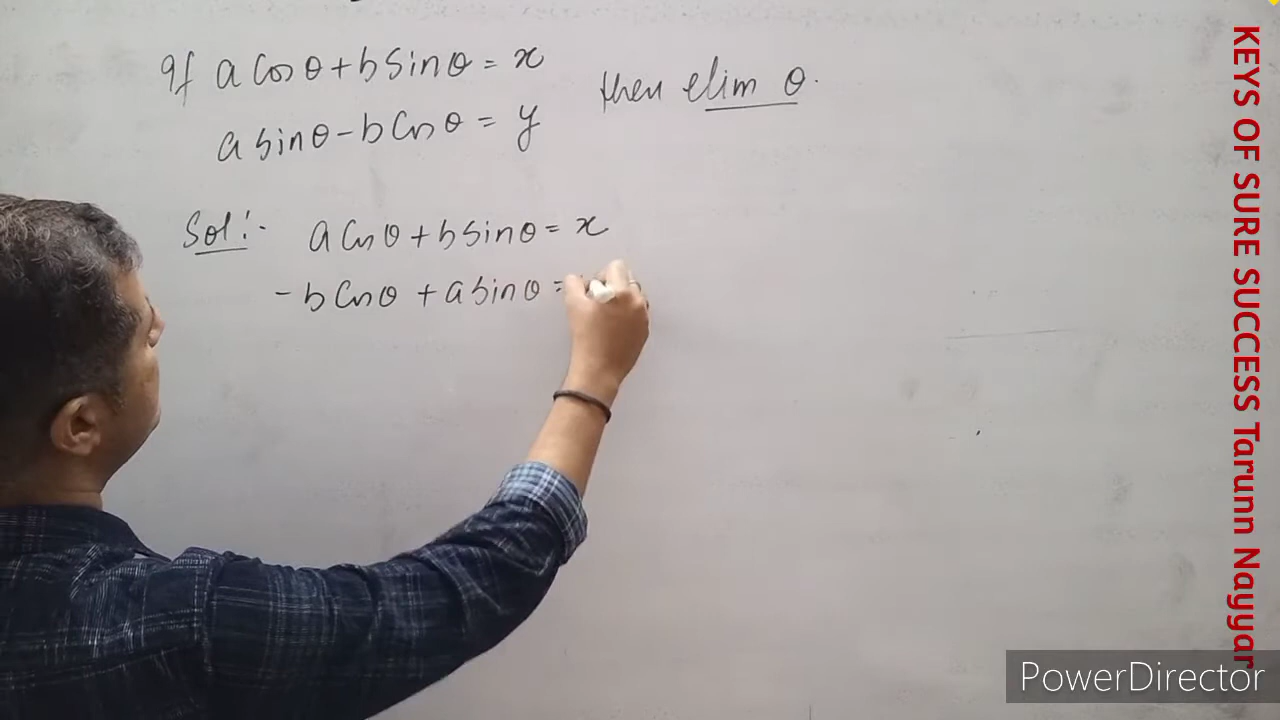 If a Cos θ + b Sin θ = x
then elim θ.
a sin θ - b Cos θ = y
Sol :- a Cos θ + b sin θ = x
- b Cos θ + a sin θ =
KEYS OF SURE SUCCESS Tarunn Nayyar
PowerDirector